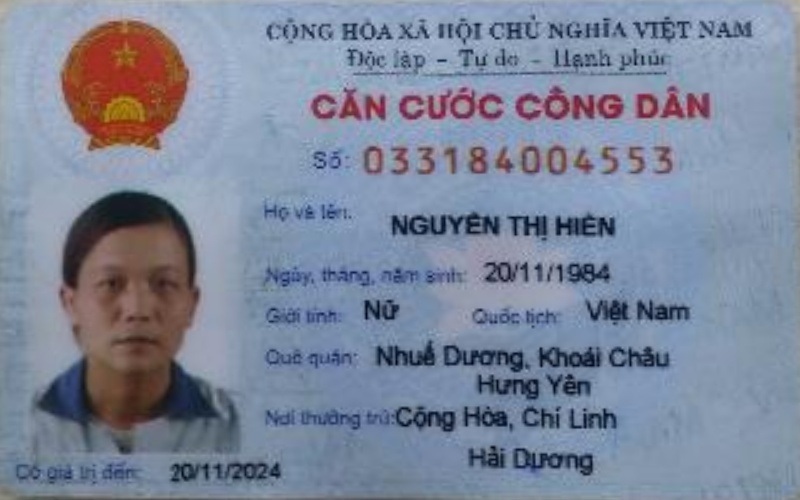 CỘNG HÒA XÃ HỘI CHỦ NGHĨA VIỆT NAM
Độc lập - Tự do - Hạnh phúc
CĂN CƯỚC CÔNG DÂN
Số: 033184004553
Họ và tên: NGUYỄN THỊ HIỀN
Ngày, tháng, năm sinh: 20/11/1984
Giới tính: Nữ Quốc tịch: Việt Nam
Quê quán: Nhuế Dương, Khoái Châu
Hưng Yên
Nơi thường trú: Cộng Hòa, Chí Linh
Hải Dương
Có giá trị đến: 20/11/2024